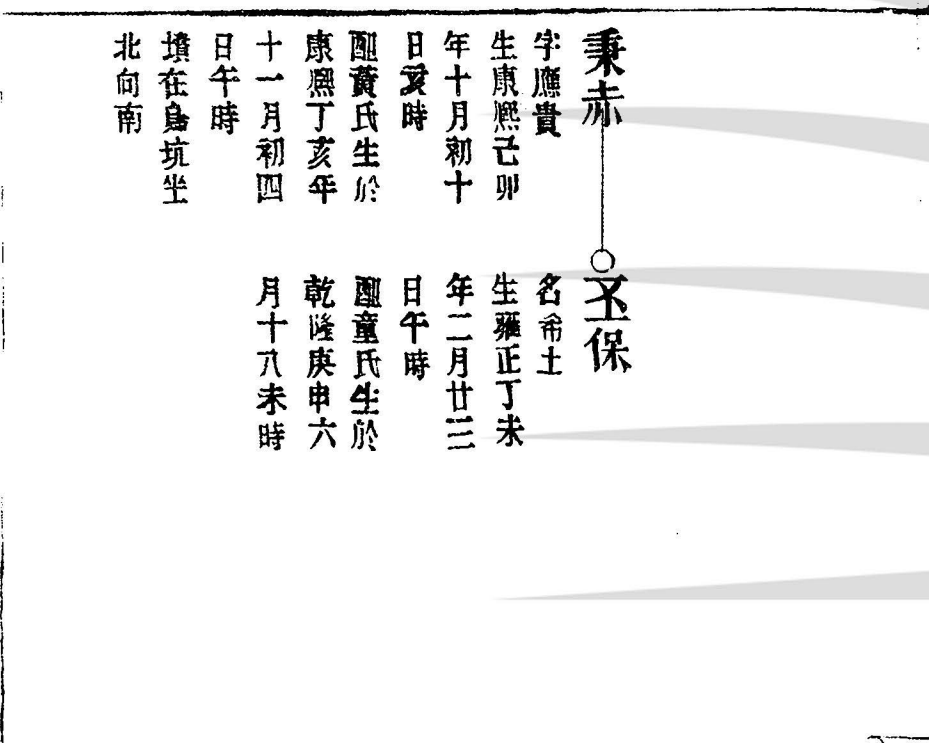 秉赤
字應貴
生康熙己卯
年十月初十
日亥時
配黃氏生於
康熙丁亥年
十一月初四
日午時
墳在烏坑坐
北向南
圣保
名希土
生雍正丁未
年二月廿三
日午時
配童氏生於
乾隆庚申六
月十八未時